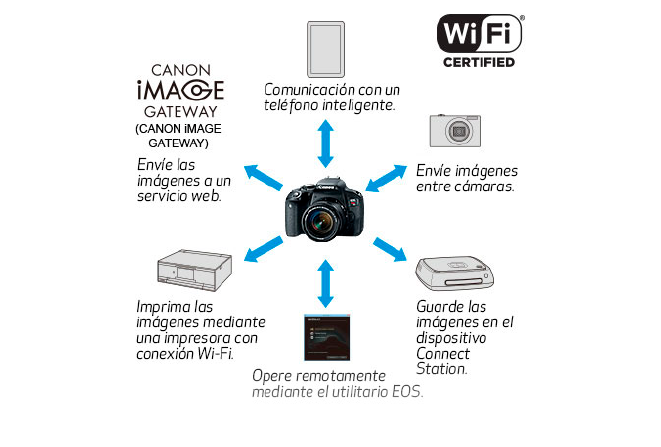 Wi Fi
CERTIFIED
Comunicación con un
teléfono inteligente.
CANON
iMAGE
GATEWAY
(CANON iMAGE
GATEWAY)
Envíe las
imágenes a un
servicio web.
Envíe imágenes
entre cámaras.
Canon
Imprima las
imágenes mediante
una impresora con
conexión Wi-Fi.
Opere remotamente
mediante el utilitario EOS.
Guarde las
imágenes en el
dispositivo
Connect
Station.